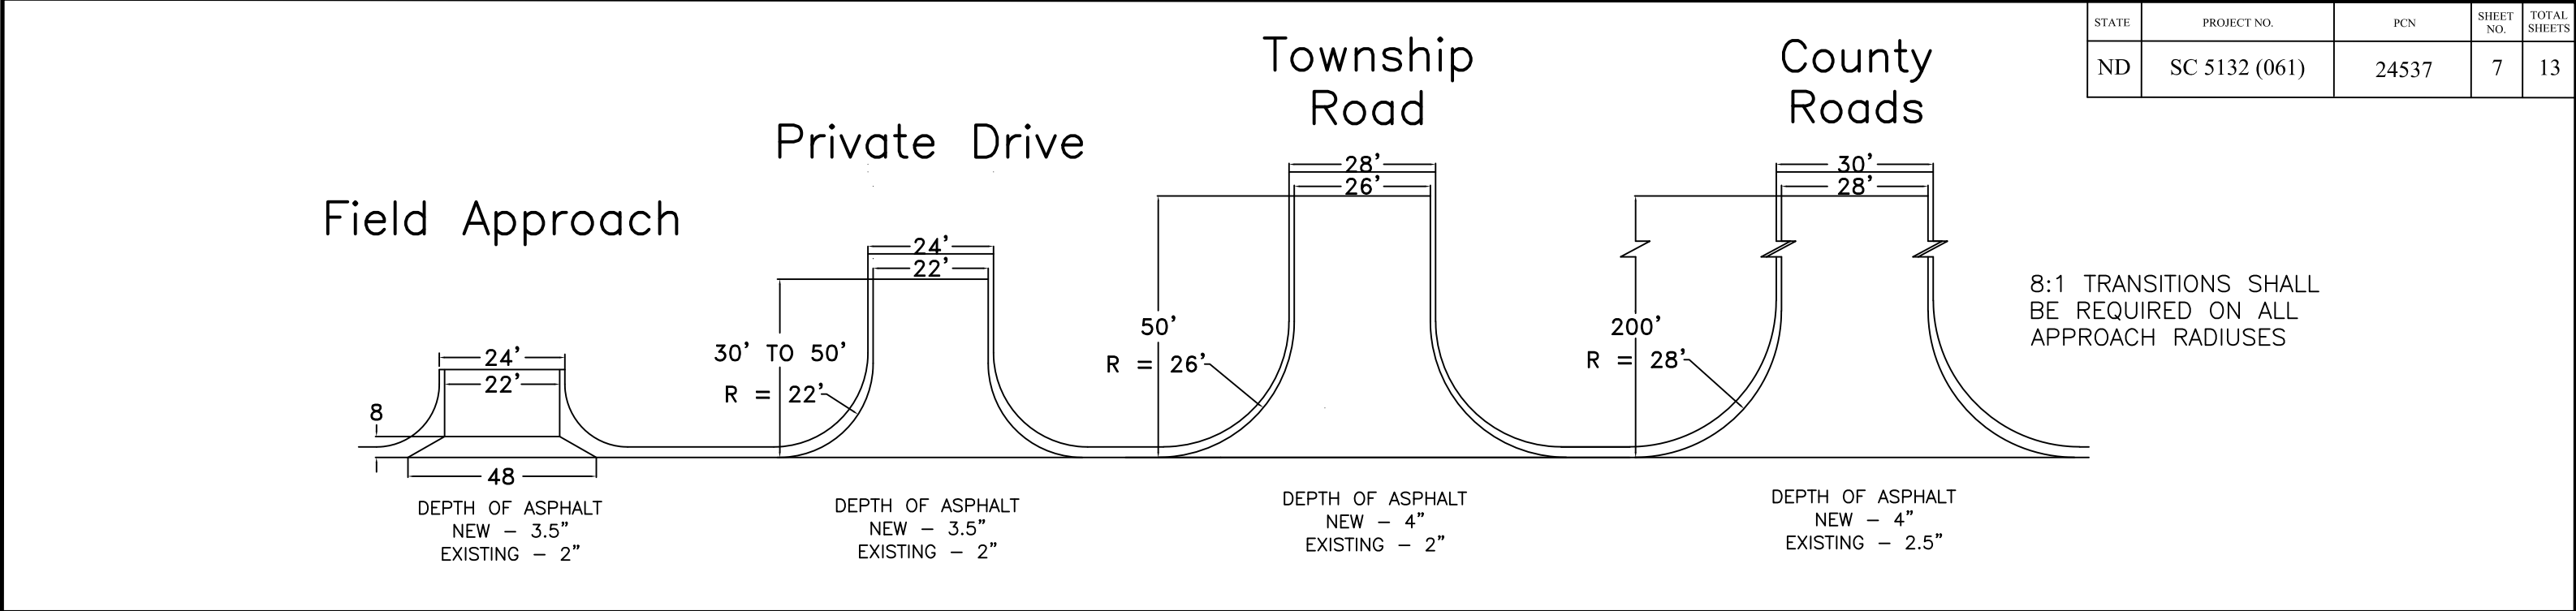 STATE PROJECT NO. PCN SHEET NO. TOTAL SHEETS
ND SC 5132 (061) 24537 7 13
Field Approach
24'
22'
8
48
DEPTH OF ASPHALT
NEW – 3.5"
EXISTING – 2"
Private Drive
24'
22'
30' TO 50'
R = 22'
DEPTH OF ASPHALT
NEW – 3.5"
EXISTING – 2"
Township
Road
28'
26'
50'
R = 26'
DEPTH OF ASPHALT
NEW – 4"
EXISTING – 2"
County
Roads
30'
28'
200'
R = 28'
DEPTH OF ASPHALT
NEW – 4"
EXISTING – 2.5"
8:1 TRANSITIONS SHALL
BE REQUIRED ON ALL
APPROACH RADIUSES